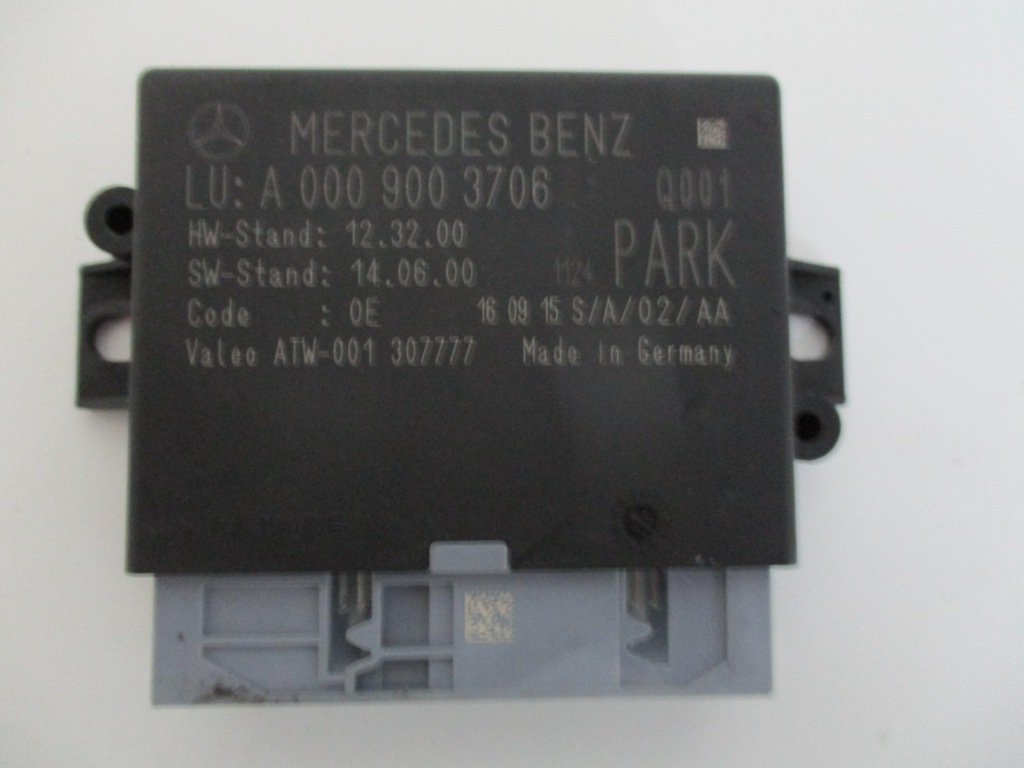 MERCEDES BENZ
LU: A 000 900 3706 Q001
HW-Stand: 12.32.00
PARK
SW-Stand: 14.06.00 1124
Code : 0E 16 09 15 S/A/02/AA
Valeo ATW-001 307777 Made in Germany